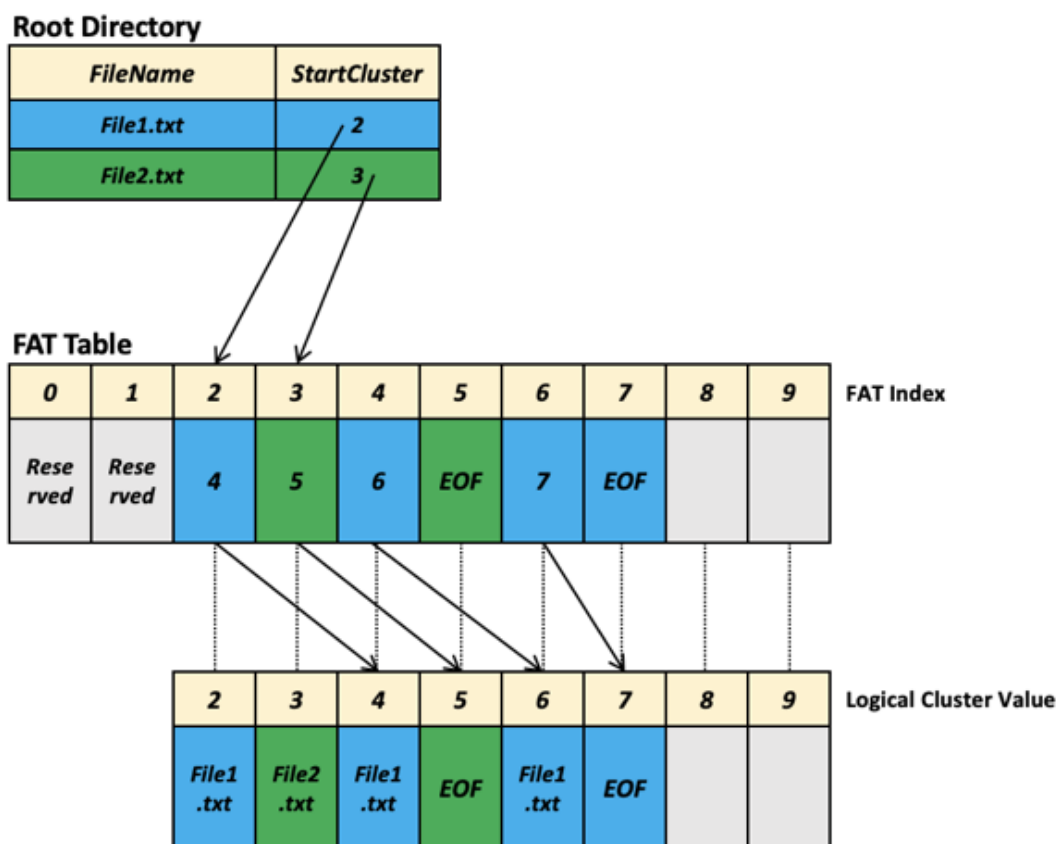 Root Directory
FileName StartCluster
File1.txt 2
File2.txt 3
FAT Table
0 1 2 3 4 5 6 7 8 9 FAT Index
Rese Rese
rved rved 4 5 6 EOF 7 EOF
2 3 4 5 6 7 8 9 Logical Cluster Value
File1 File2 File1 EOF File1 EOF
.txt .txt .txt .txt